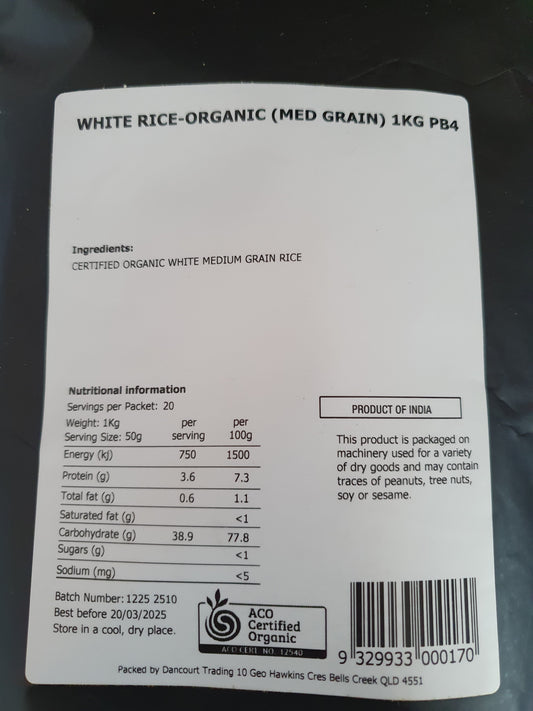 WHITE RICE-ORGANIC (MED GRAIN) 1KG PB4
Ingredients:
CERTIFIED ORGANIC WHITE MEDIUM GRAIN RICE
Nutritional information
Servings per Packet: 20
Weight: 1Kg per per
Serving Size: 50g serving 100g
Energy (kj) 750 1500
Protein (g) 3.6 7.3
Total fat (g) 0.6 1.1
Saturated fat (g) <1
Carbohydrate (g) 38.9 77.8
Sugars (g) <1
Sodium (mg) <5
PRODUCT OF INDIA
This product is packaged on
machinery used for a variety
of dry goods and may contain
traces of peanuts, tree nuts,
soy or sesame.
Batch Number: 1225 2510
Best before 20/03/2025
Store in a cool, dry place.
ACO
Certified
Organic
ACO CERT. NO. 12540
9 329933 000170
Packed by Dancourt Trading 10 Geo Hawkins Cres Bells Creek QLD 4551